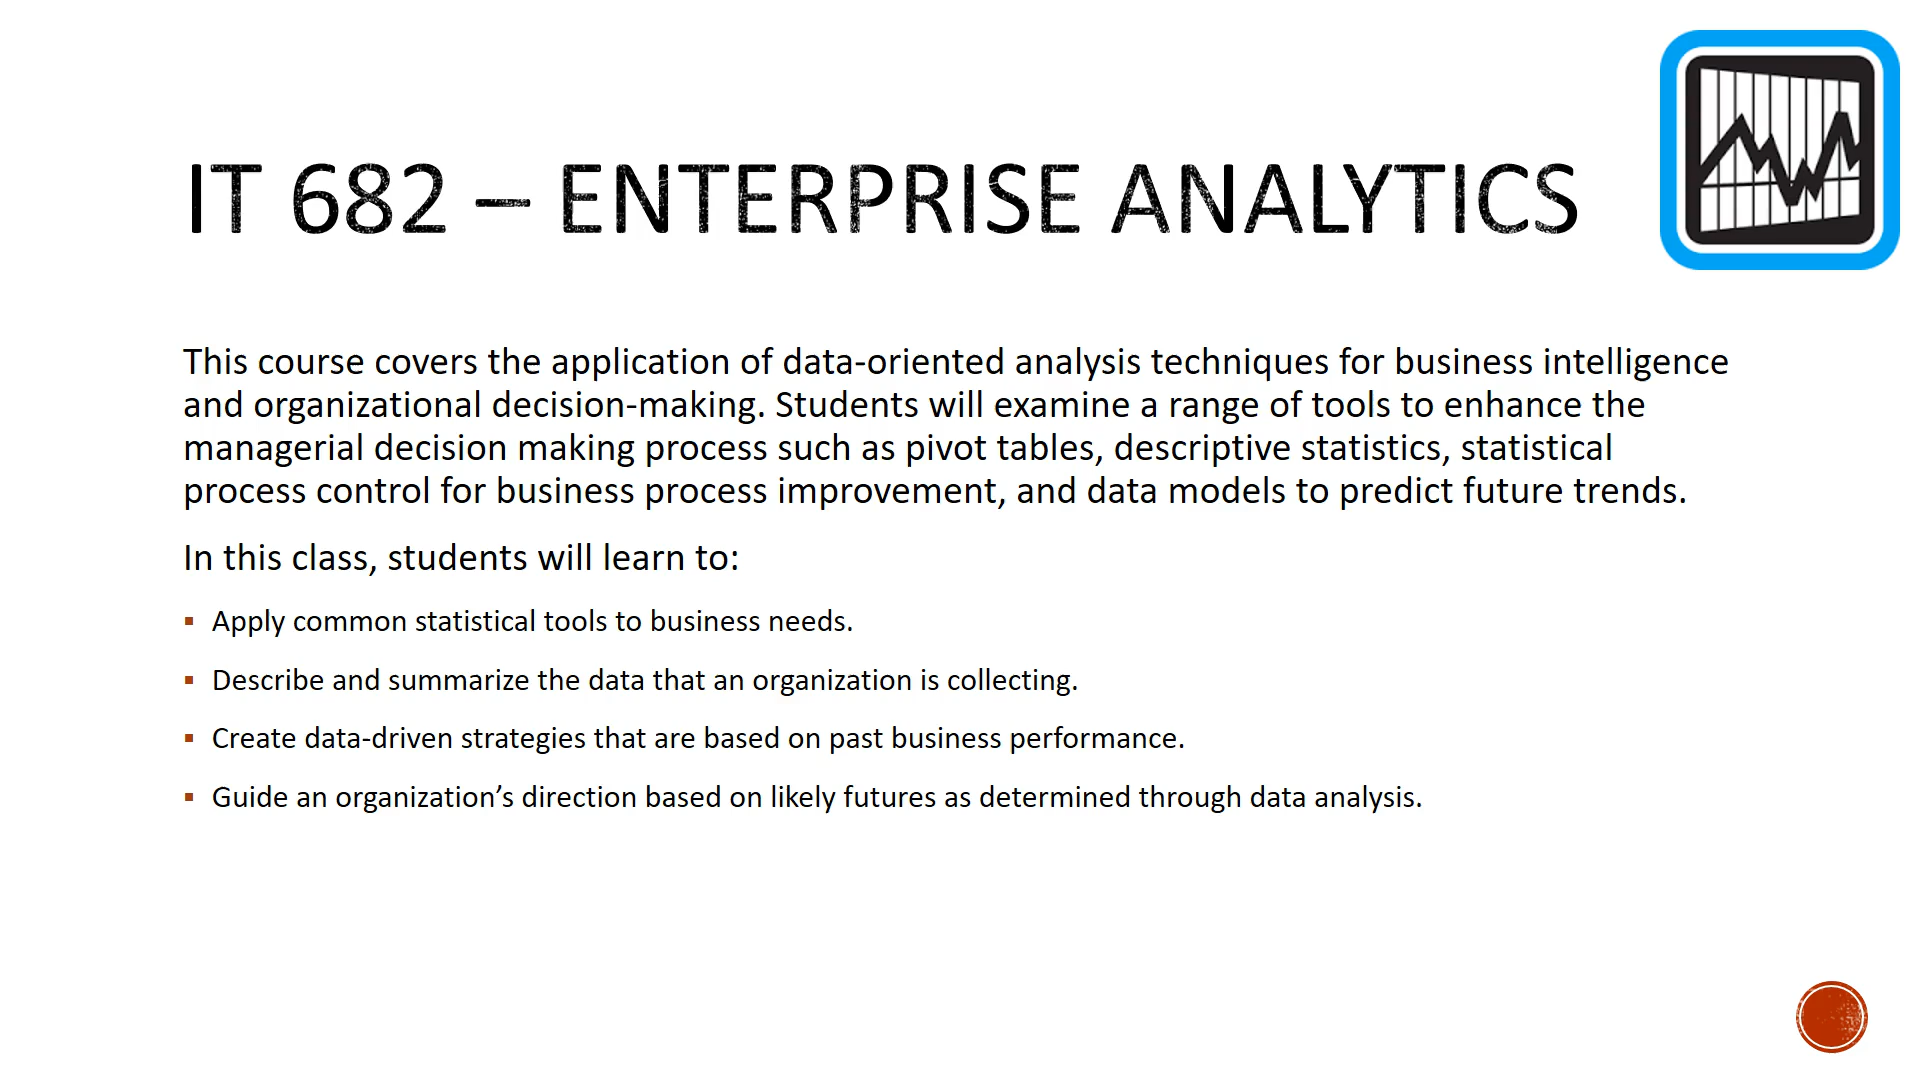 IT 682 – ENTERPRISE ANALYTICS
This course covers the application of data-oriented analysis techniques for business intelligence
and organizational decision-making. Students will examine a range of tools to enhance the
managerial decision making process such as pivot tables, descriptive statistics, statistical
process control for business process improvement, and data models to predict future trends.
In this class, students will learn to:
▪ Apply common statistical tools to business needs.
▪ Describe and summarize the data that an organization is collecting.
▪ Create data-driven strategies that are based on past business performance.
▪ Guide an organization’s direction based on likely futures as determined through data analysis.